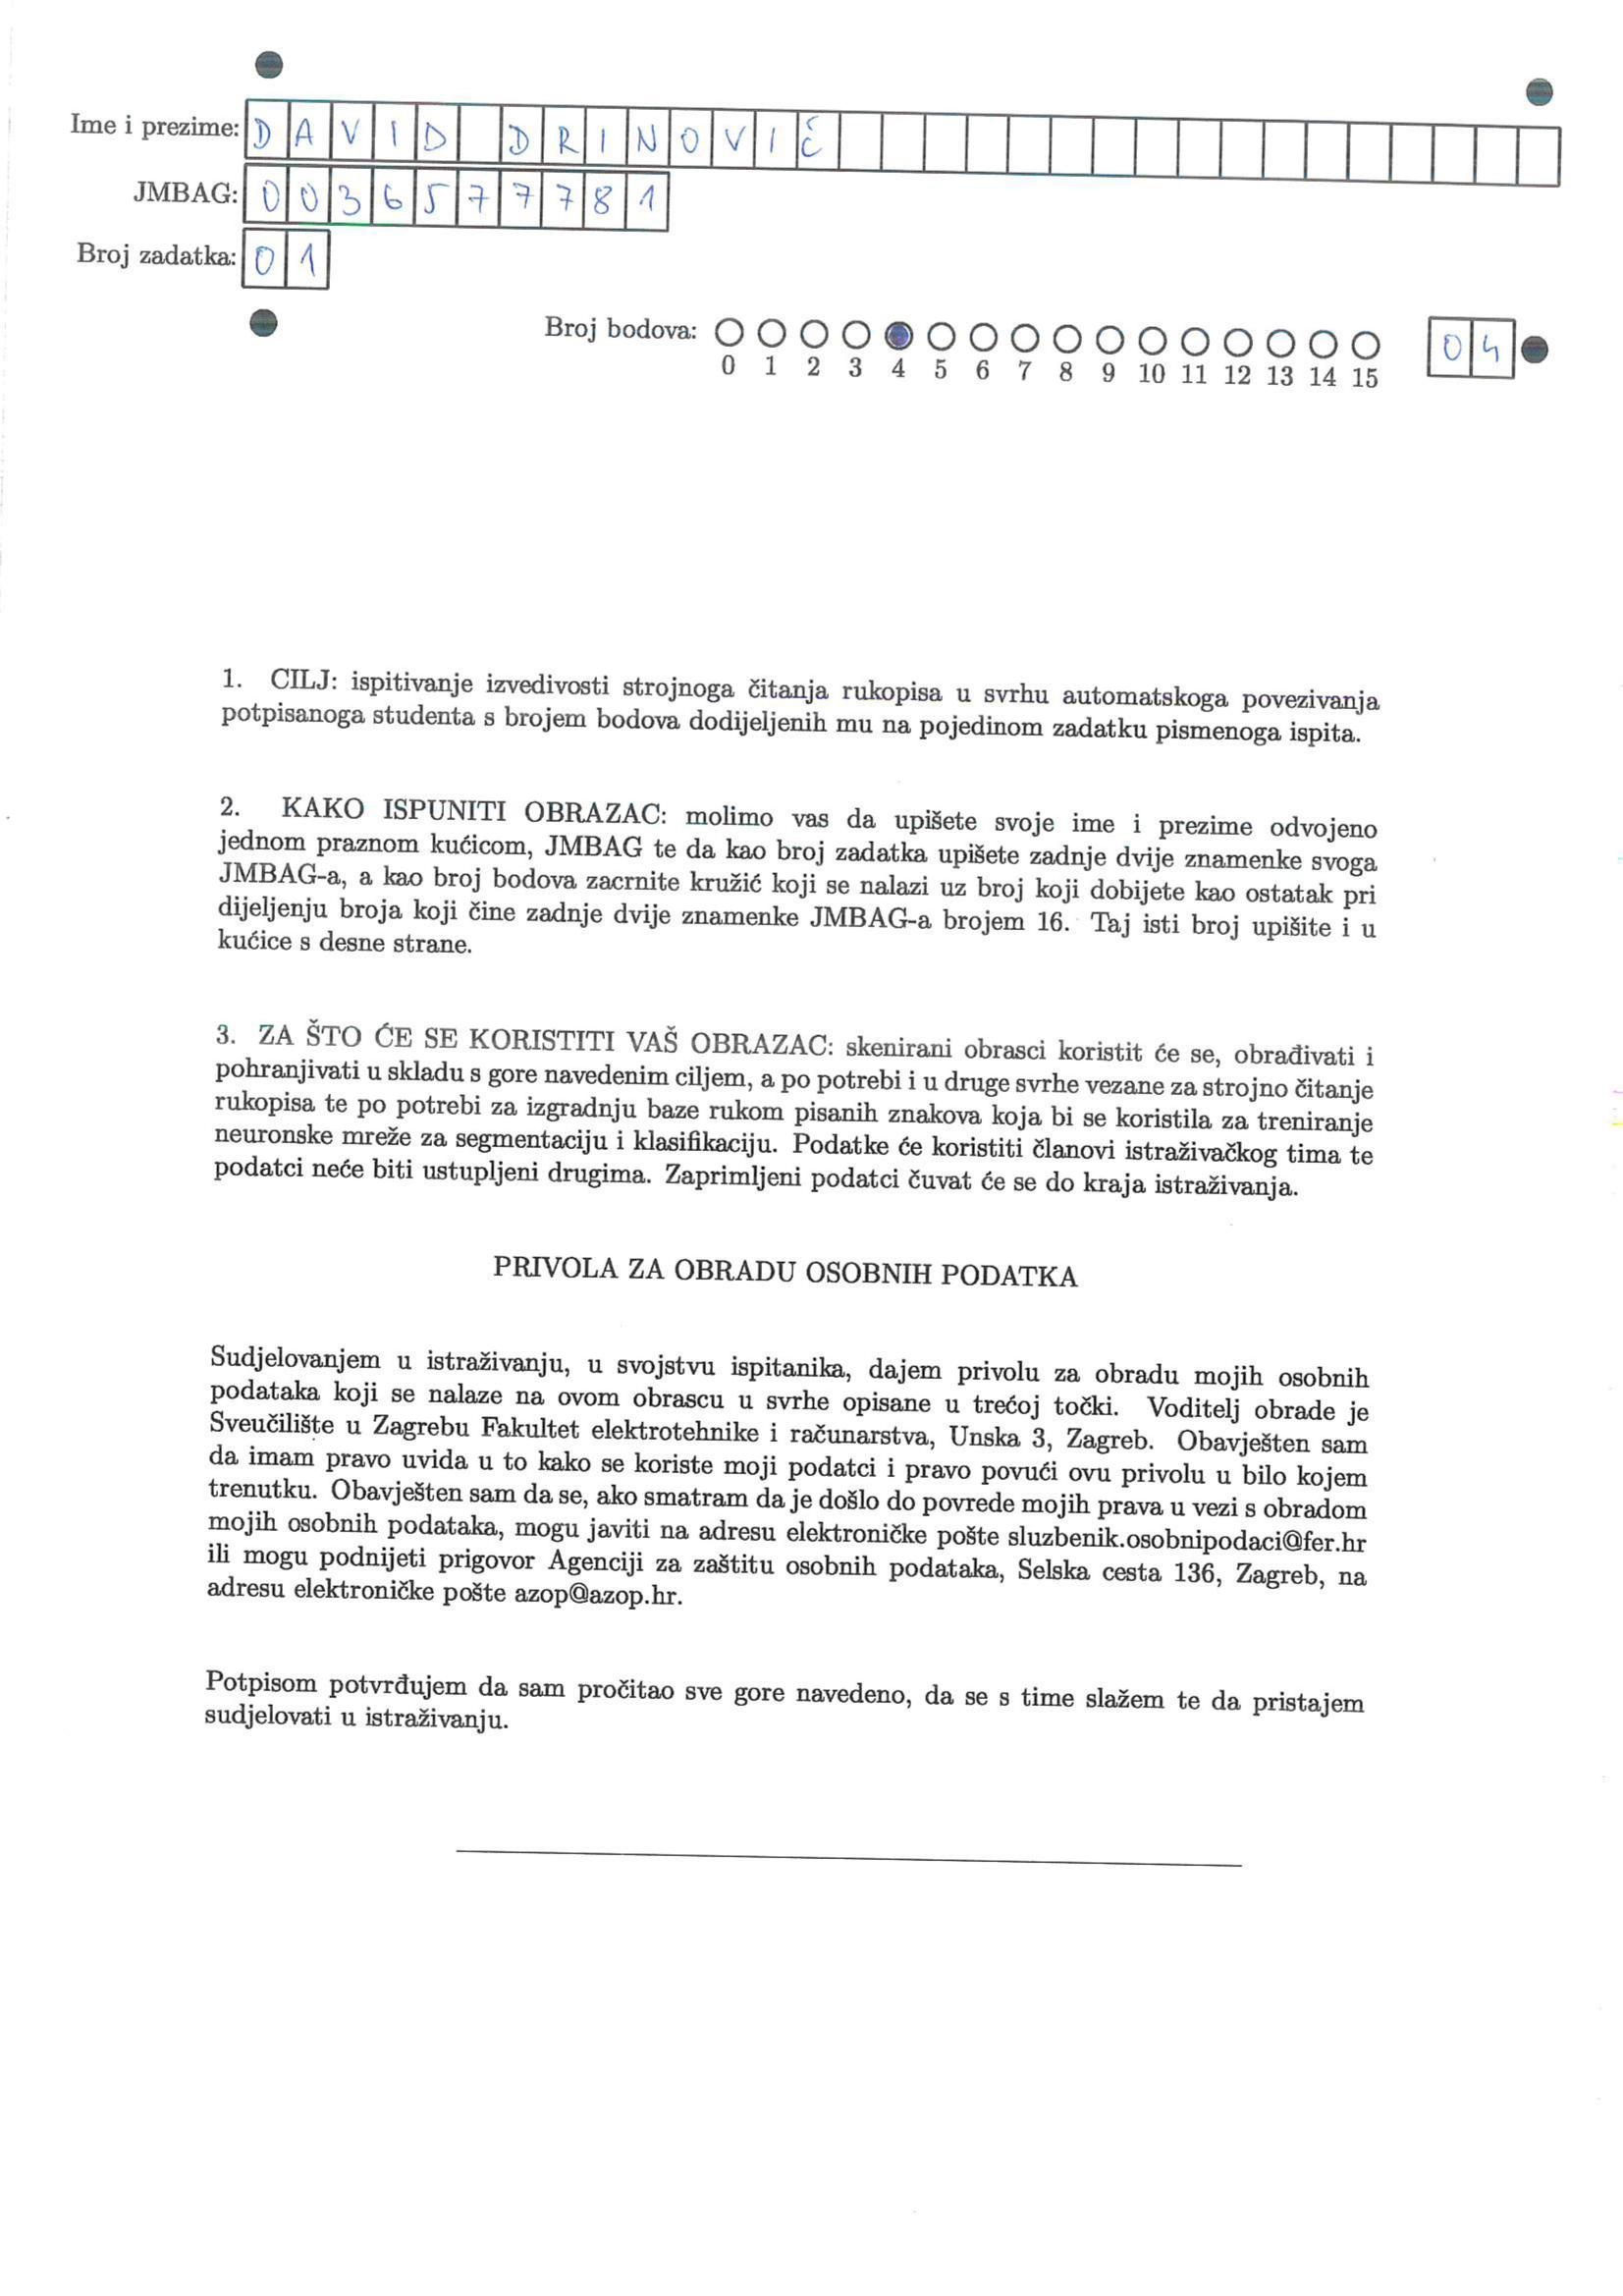 Ime i prezime: DAVID DRINOVIĆ
JMBAG: 0036577781
Broj zadatka: 01
Broj bodova: 04
0 1 2 3 4 5 6 7 8 9 10 11 12 13 14 15
1. CILJ: ispitivanje izvedivosti strojnoga čitanja rukopisa u svrhu automatskoga povezivanja
potpisanoga studenta s brojem bodova dodijeljenih mu na pojedinom zadatku pismenoga ispita.
2. KAKO ISPUNITI OBRAZAC: molimo vas da upišete svoje ime i prezime odvojeno
jednom praznom kućicom, JMBAG te da kao broj zadatka upišete zadnje dvije znamenke svoga
JMBAG-a, a kao broj bodova zacrnite kružić koji se nalazi uz broj koji dobijete kao ostatak pri
dijeljenju broja koji čine zadnje dvije znamenke JMBAG-a brojem 16. Taj isti broj upišite i u
kućice s desne strane.
3. ZA ŠTO ĆE SE KORISTITI VAŠ OBRAZAC: skenirani obrasci koristit će se, obrađivati i
pohranjivati u skladu s gore navedenim ciljem, a po potrebi i u druge svrhe vezane za strojno čitanje
rukopisa te po potrebi za izgradnju baze rukom pisanih znakova koja bi se koristila za treniranje
neuronske mreže za segmentaciju i klasifikaciju. Podatke će koristiti članovi istraživačkog tima te
podatci neće biti ustupljeni drugima. Zaprimljeni podatci čuvat će se do kraja istraživanja.
PRIVOLA ZA OBRADU OSOBNIH PODATKA
Sudjelovanjem u istraživanju, u svojstvu ispitanika, dajem privolu za obradu mojih osobnih
podataka koji se nalaze na ovom obrascu u svrhe opisane u trećoj točki. Voditelj obrade je
Sveučilište u Zagrebu Fakultet elektrotehnike i računarstva, Unska 3, Zagreb. Obavješten sam
da imam pravo uvida u to kako se koriste moji podatci i pravo povući ovu privolu u bilo kojem
trenutku. Obavješten sam da se, ako smatram da je došlo do povrede mojih prava u vezi s obradom
mojih osobnih podataka, mogu javiti na adresu elektroničke pošte sluzbenik.osobnipodaci@fer.hr
ili mogu podnijeti prigovor Agenciji za zaštitu osobnih podataka, Selska cesta 136, Zagreb, na
adresu elektroničke pošte azop@azop.hr.
Potpisom potvrđujem da sam pročitao sve gore navedeno, da se s time slažem te da pristajem
sudjelovati u istraživanju.